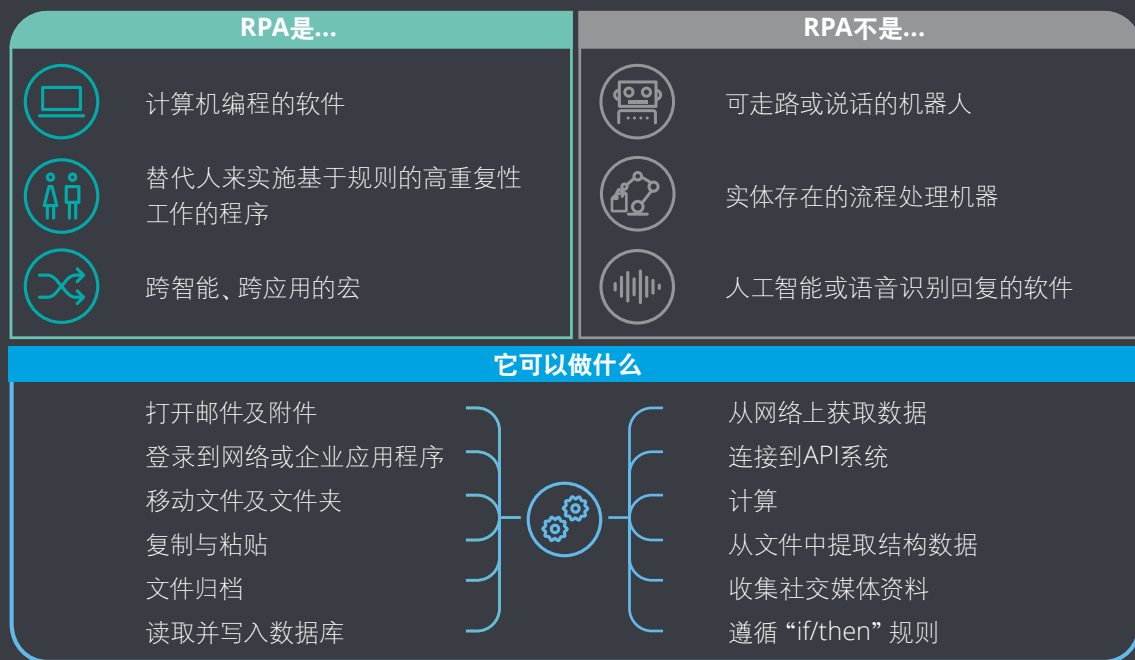 RPA是...
计算机编程的软件
替代人来实施基于规则的高重复性
工作的程序
跨智能、跨应用的宏
RPA不是...
可走路或说话的机器人
实体存在的流程处理机器
人工智能或语音识别回复的软件
它可以做什么
打开邮件及附件
登录到网络或企业应用程序
移动文件及文件夹
复制与粘贴
文件归档
读取并写入数据库
从网络上获取数据
连接到API系统
计算
从文件中提取结构数据
收集社交媒体资料
遵循 “if/then” 规则